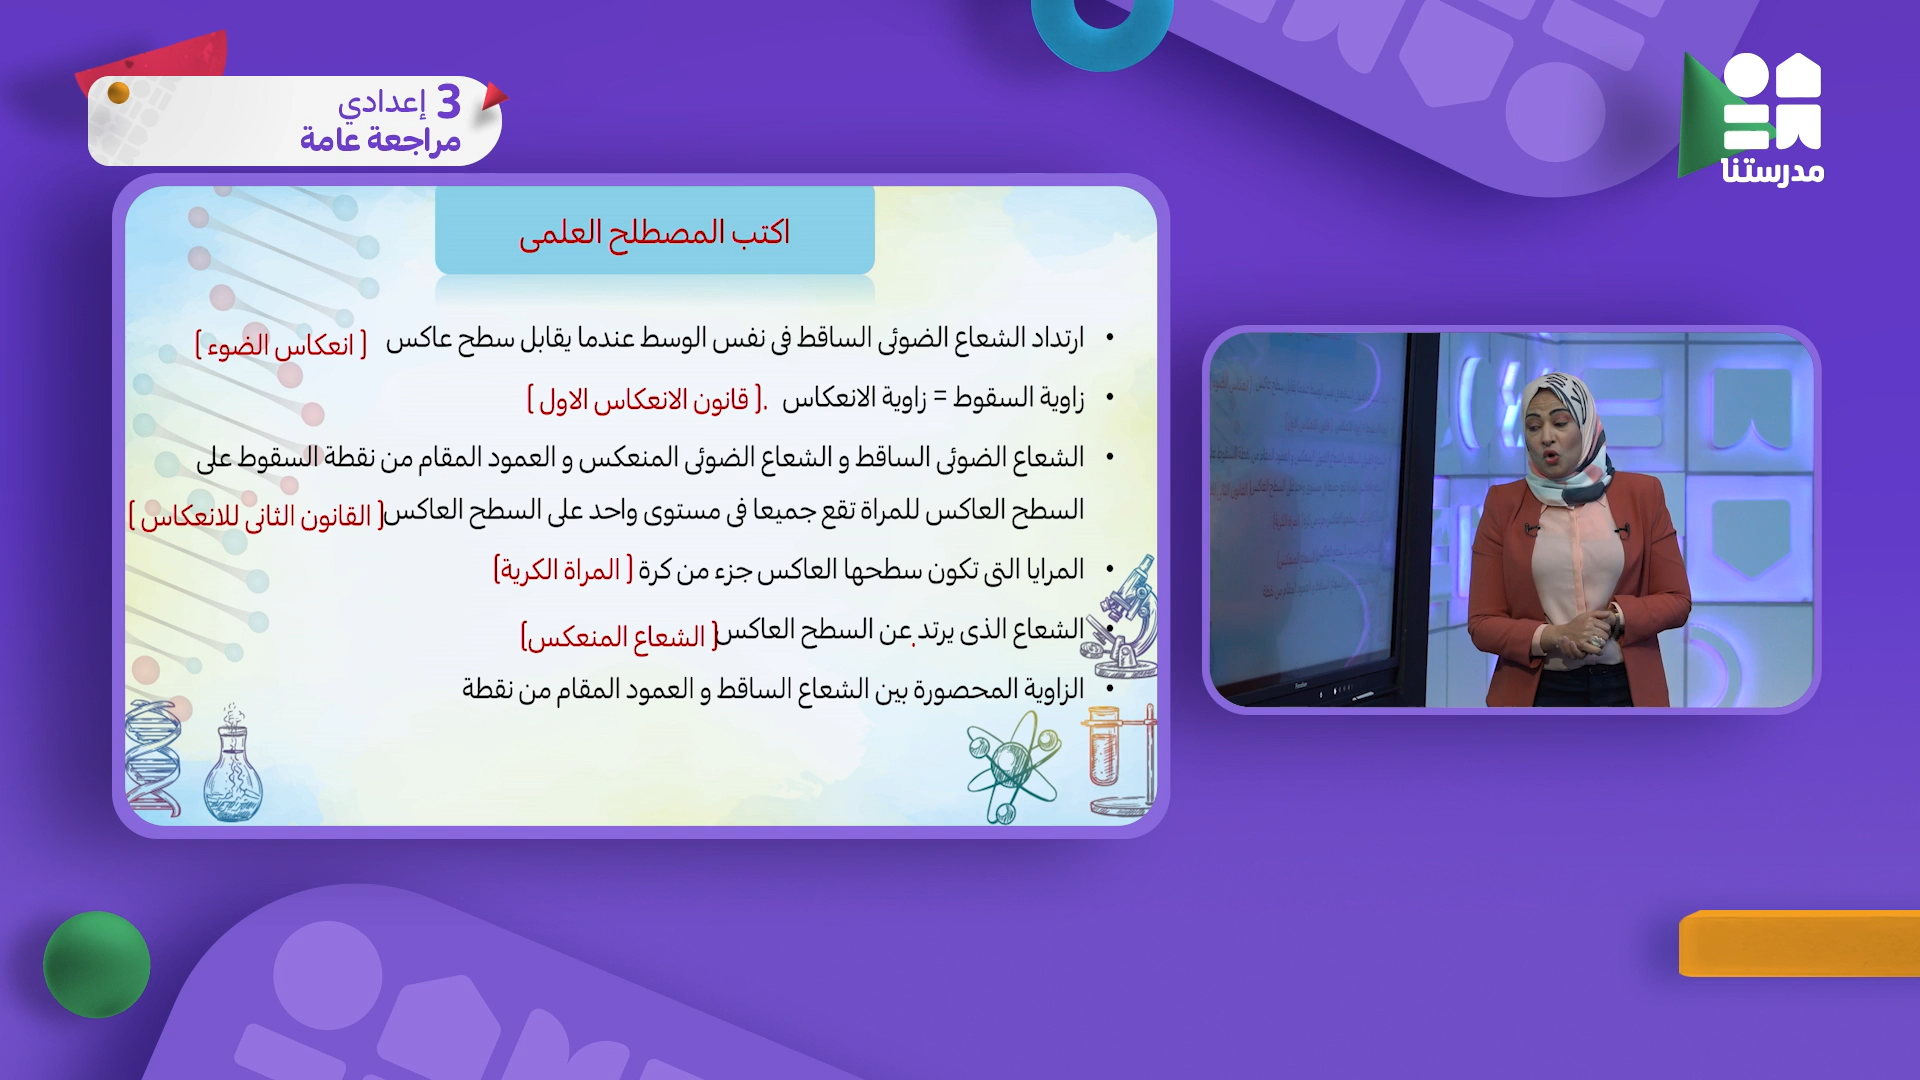 3 إعدادي
مراجعة عامة
مدرستنا
اكتب المصطلح العلمى
• ارتداد الشعاع الضوئى الساقط فى نفس الوسط عندما يقابل سطح عاكس ( انعكاس الضوء )
• زاوية السقوط = زاوية الانعكاس .( قانون الانعكاس الاول )
• الشعاع الضوئى الساقط و الشعاع الضوئى المنعكس و العمود المقام من نقطة السقوط على
السطح العاكس للمراة تقع جميعا فى مستوى واحد على السطح العاكس( القانون الثانى للانعكاس )
• المرايا التى تكون سطحها العاكس جزء من كرة ( المراة الكرية)
• الشعاع الذى يرتد عن السطح العاكس.( الشعاع المنعكس)
• الزاوية المحصورة بين الشعاع الساقط و العمود المقام من نقطة